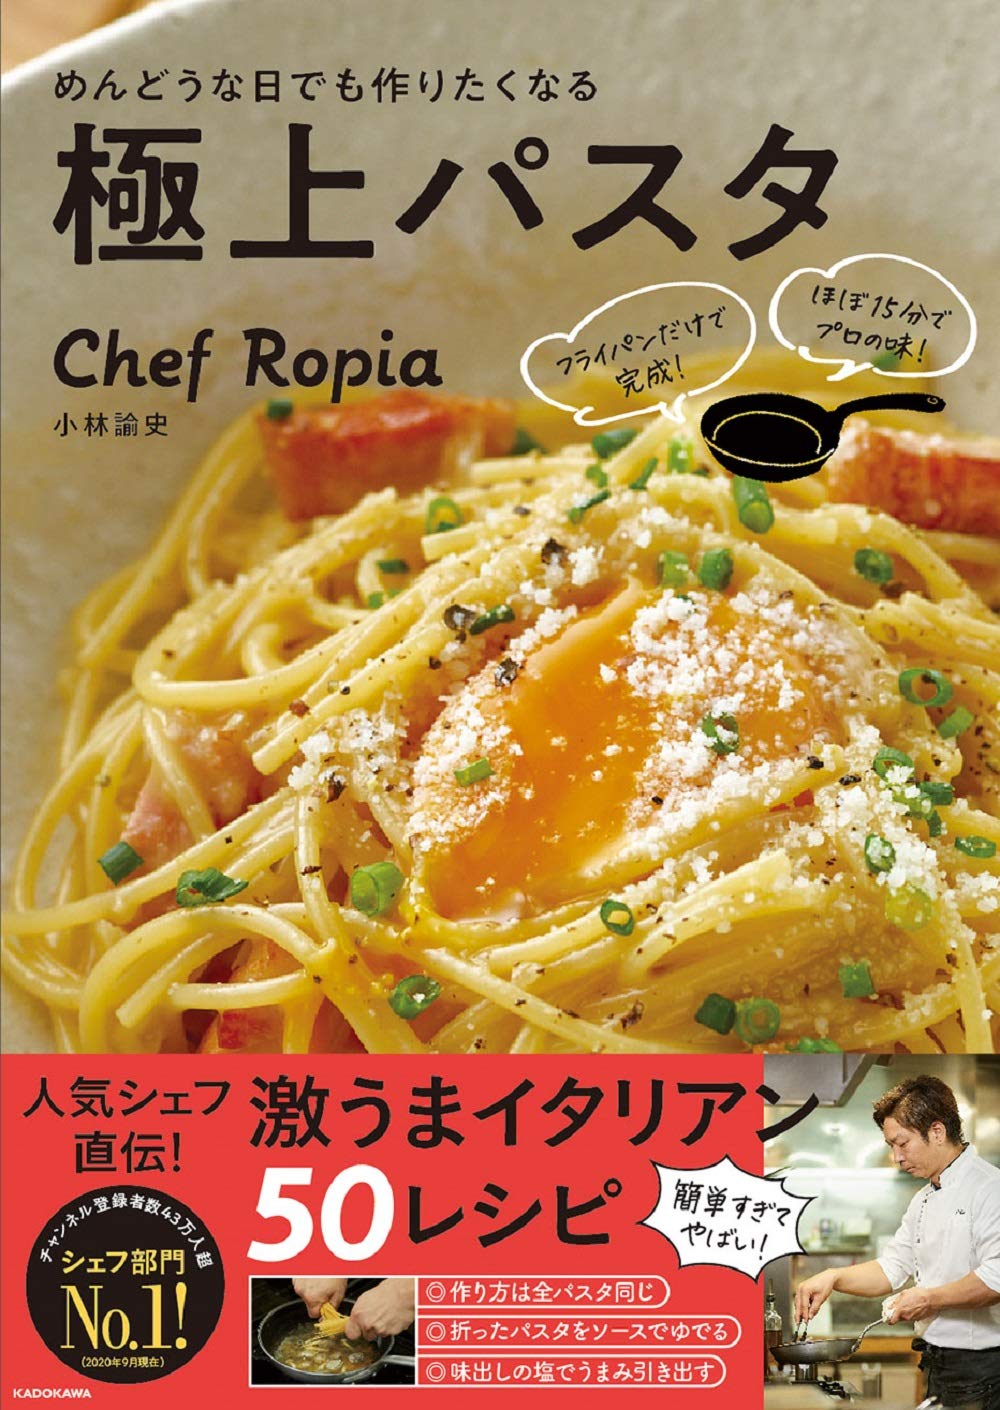 めんどうな日でも作りたくなる
極上パスタ
Chef Ropia
小林諭史
フライパンだけで
完成！
ほぼ15分で
プロの味！
人気シェフ
直伝！
激うまイタリアン
50レシピ
簡単すぎて
やばい！
チャンネル登録者数43万人超
シェフ部門
No.1!
(2020年9月現在)
◎作り方は全パスタ同じ
◎折ったパスタをソースでゆでる
◎味出しの塩でうまみ引き出す
KADOKAWA